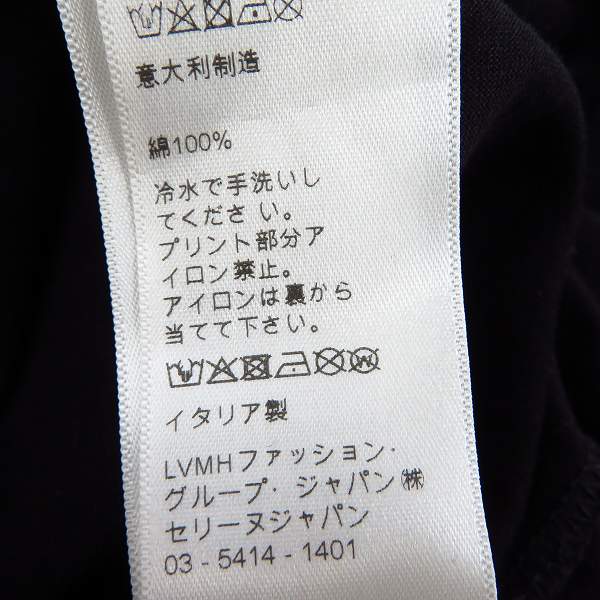 意大利制造
綿100%
冷水で手洗いし
てくださ い。
プリント部分ア
イロン禁止。
アイロンは裏から
当てて下さい。
イタリア製
LVMHファッション·
グループ· ジャパン㈱
セリーヌジャパン
03 - 5414 - 1401